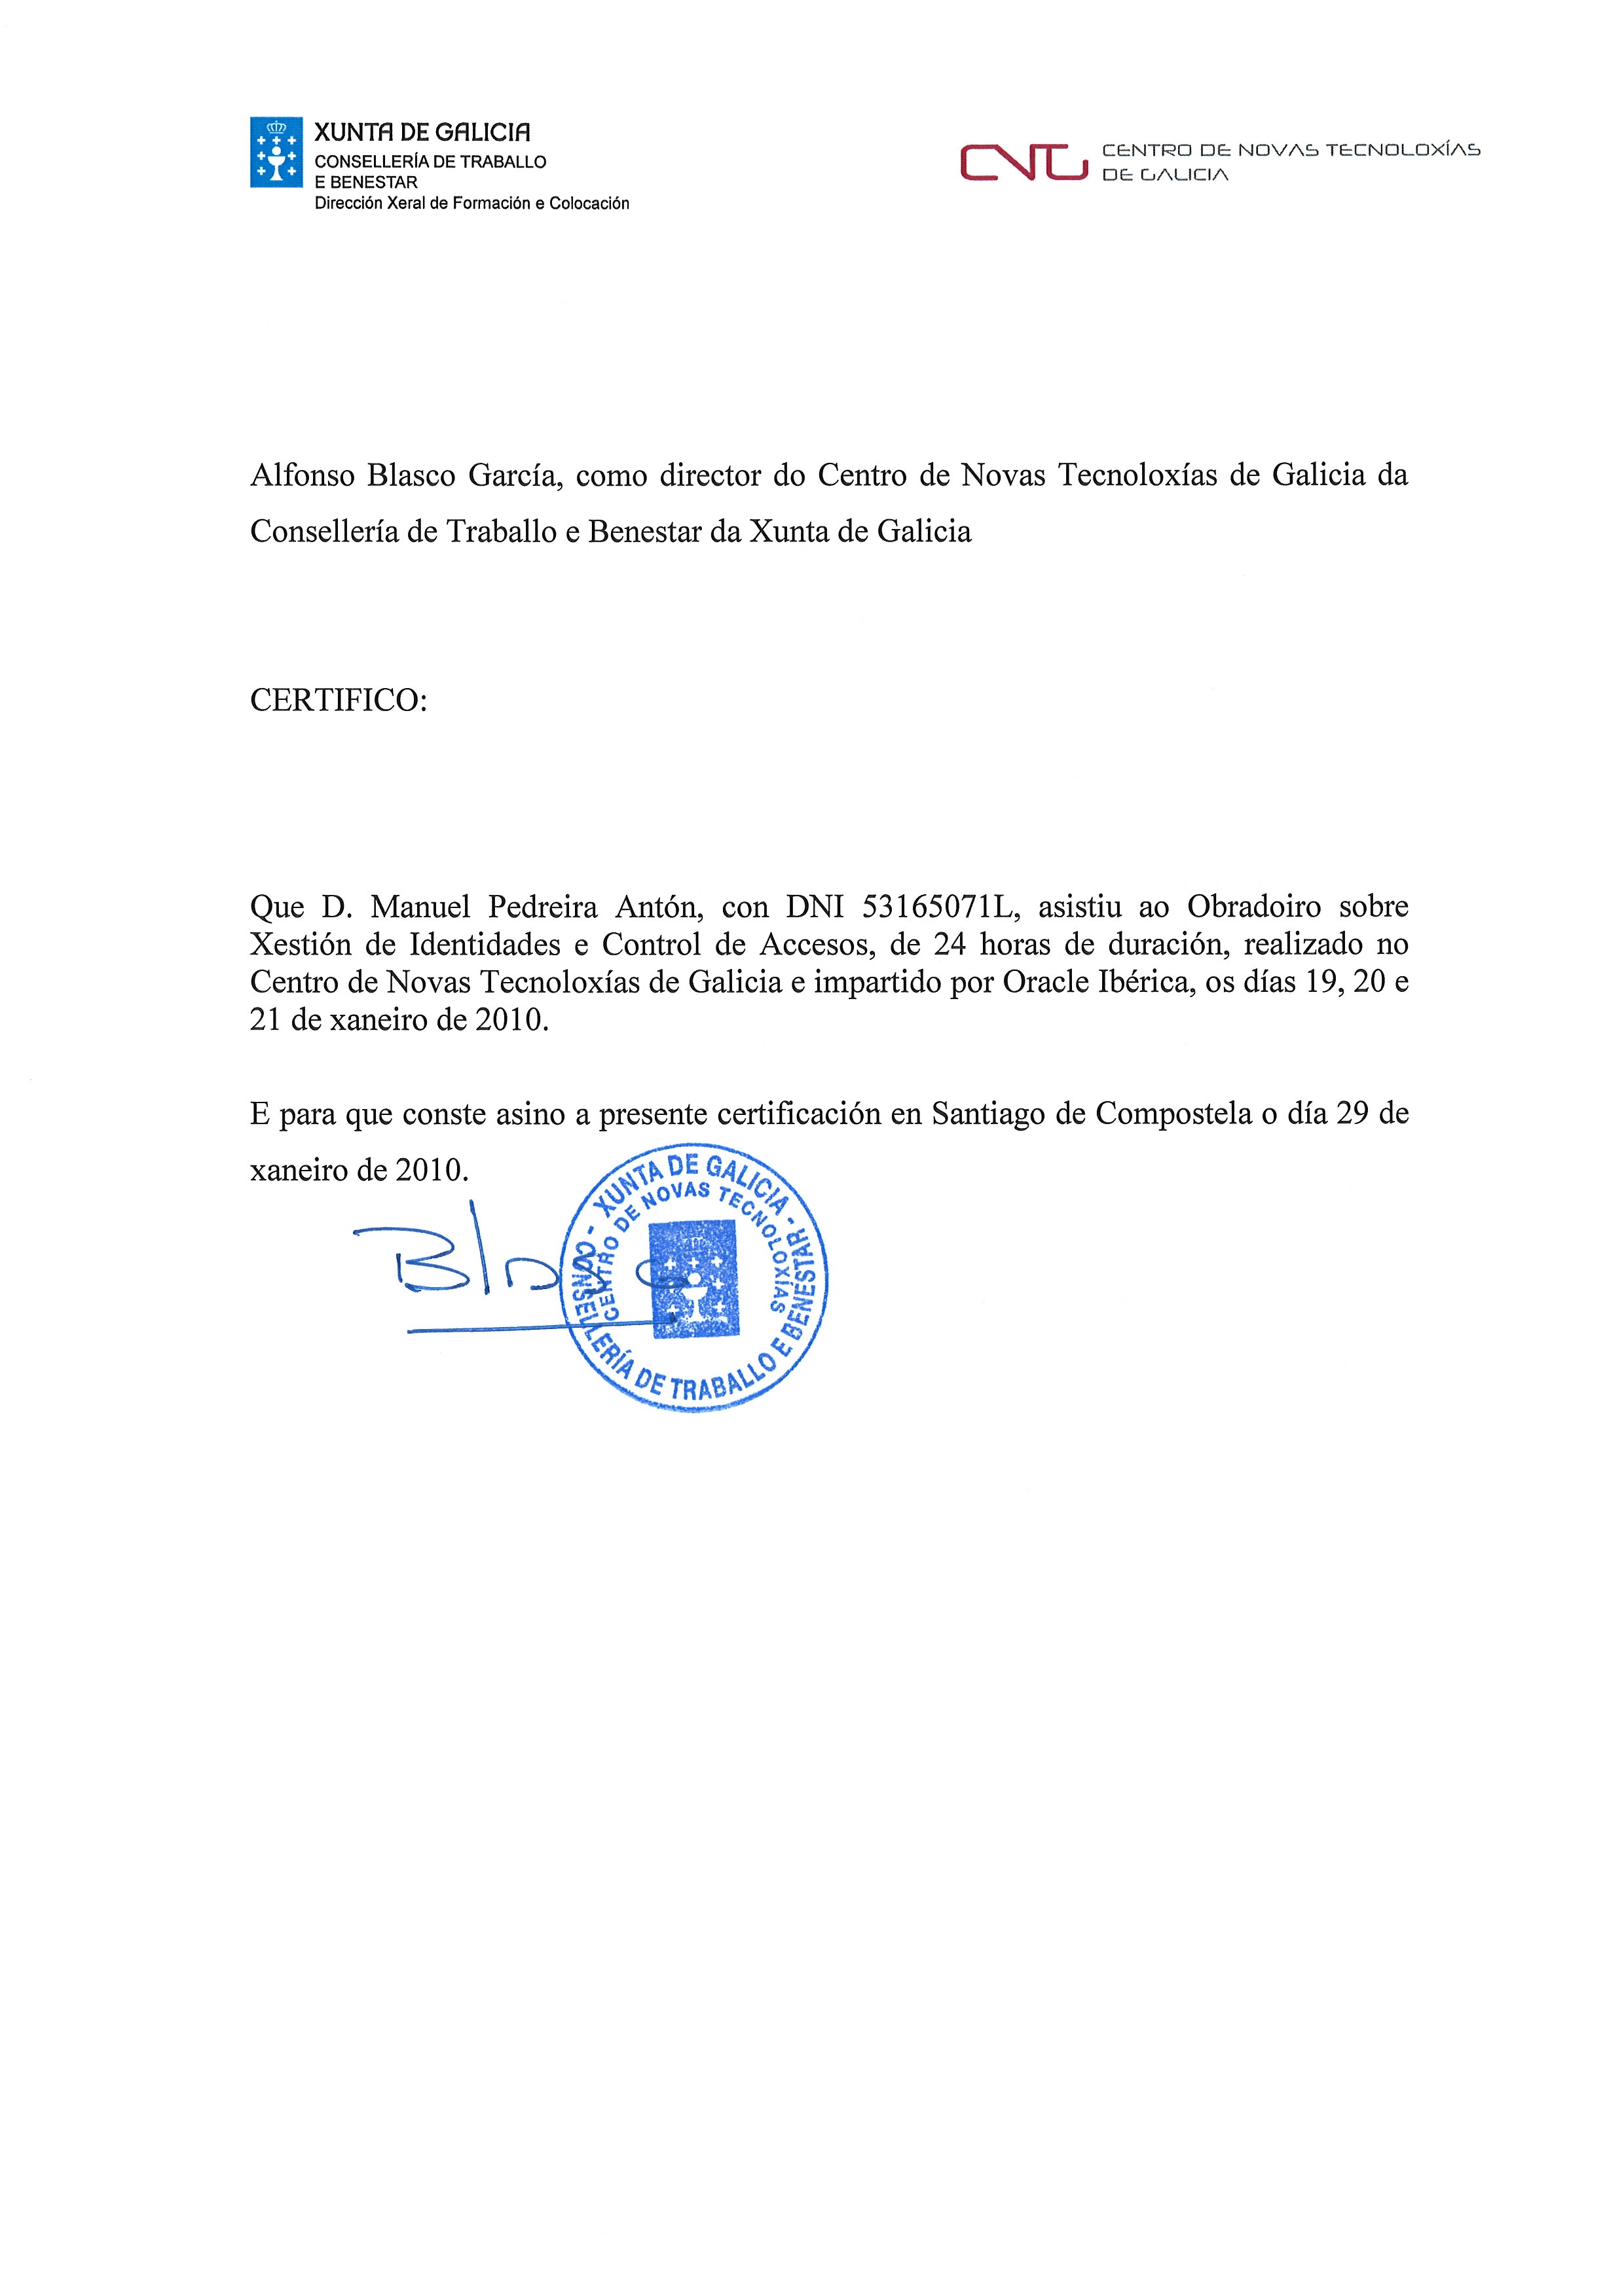 XUNTA DE GALICIA
CONSELLERÍA DE TRABALLO
E BENESTAR
Dirección Xeral de Formación e Colocación
CNTG
CENTRO DE NOVAS TECNOLOXÍAS
DE GALICIA
Alfonso Blasco García, como director do Centro de Novas Tecnoloxías de Galicia da
Consellería de Traballo e Benestar da Xunta de Galicia
CERTIFICO:
Que D. Manuel Pedreira Antón, con DNI 53165071L, asistiu ao Obradoiro sobre
Xestión de Identidades e Control de Accesos, de 24 horas de duración, realizado no
Centro de Novas Tecnoloxías de Galicia e impartido por Oracle Ibérica, os días 19, 20 e
21 de xaneiro de 2010.
E para que conste asino a presente certificación en Santiago de Compostela o día 29 de
xaneiro de 2010.
Blasco
- XUNTA DE GALICIA -
CONSELLERÍA DE TRABALLO E BENESTAR
CENTRO DE NOVAS TECNOLOXÍAS